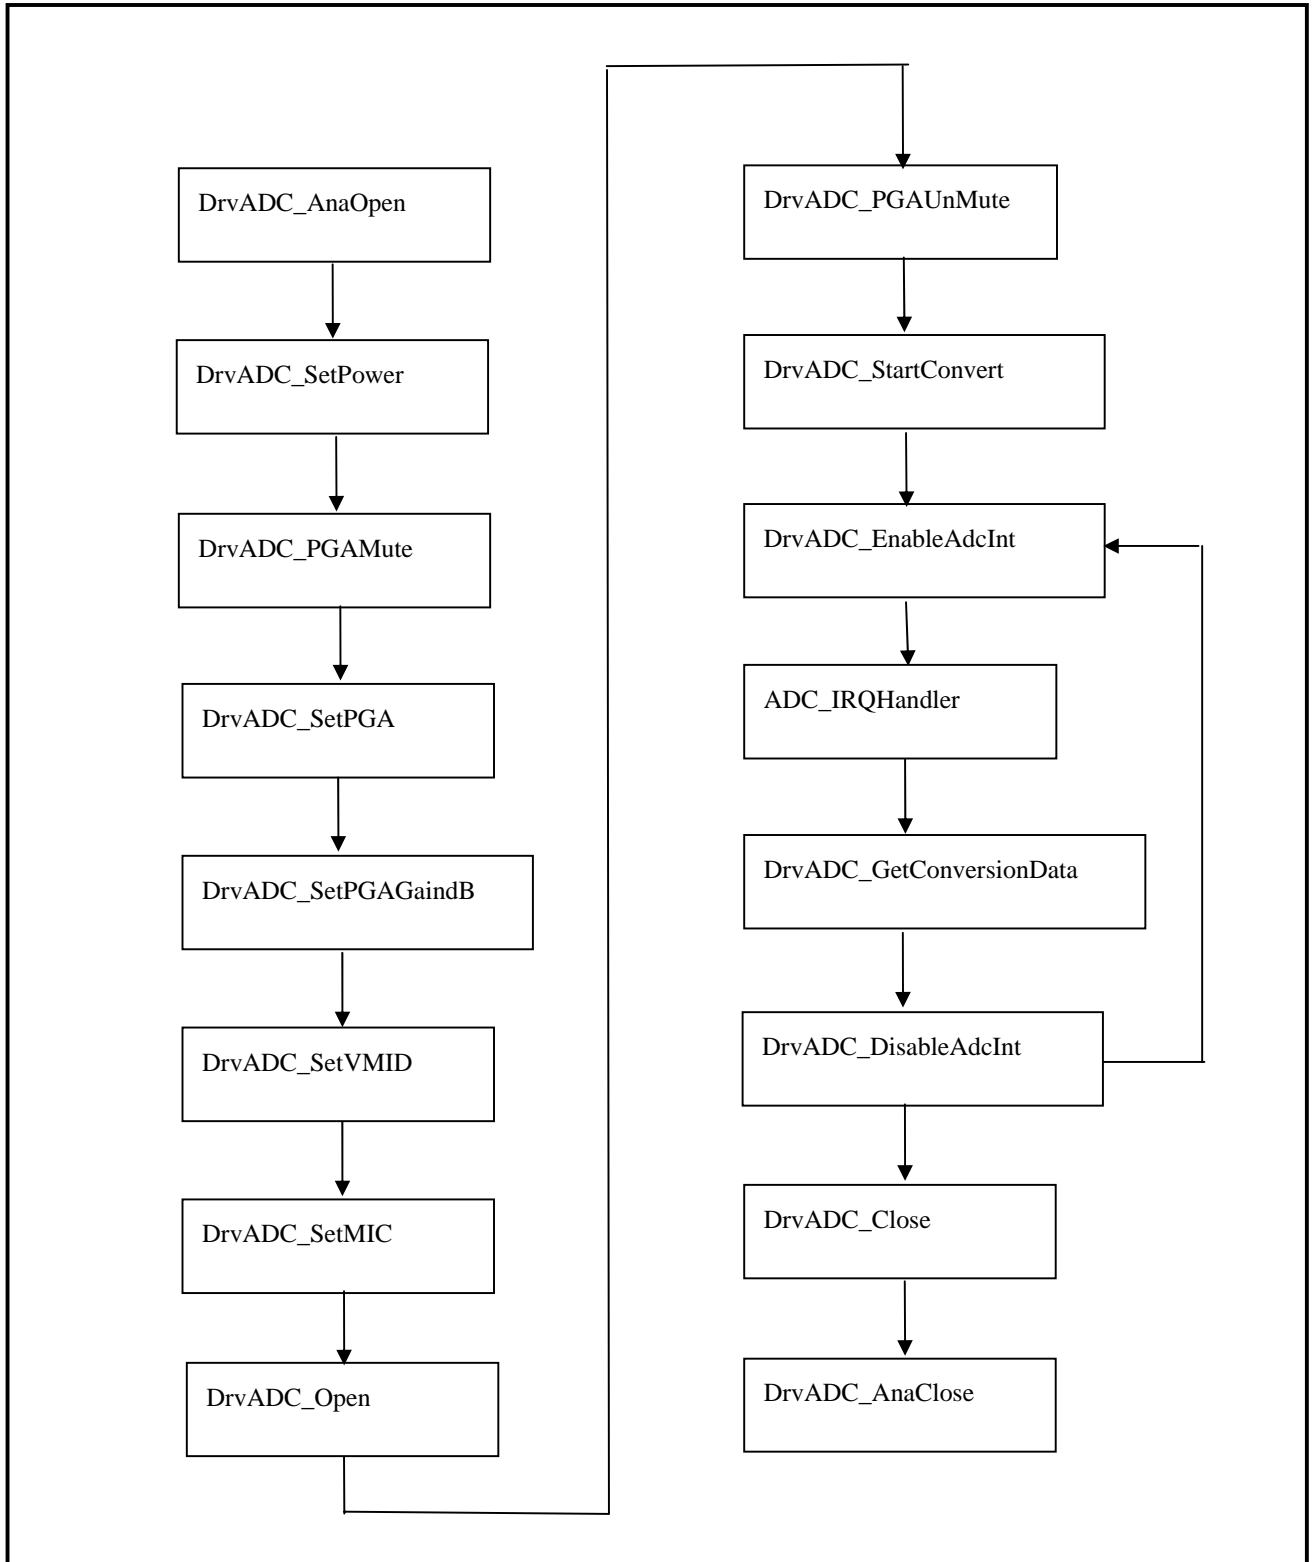 DrvADC_AnaOpen
DrvADC_SetPower
DrvADC_PGAMute
DrvADC_SetPGA
DrvADC_SetPGAGaindB
DrvADC_SetVMID
DrvADC_SetMIC
DrvADC_Open
DrvADC_PGAUnMute
DrvADC_StartConvert
DrvADC_EnableAdcInt
ADC_IRQHandler
DrvADC_GetConversionData
DrvADC_DisableAdcInt
DrvADC_Close
DrvADC_AnaClose